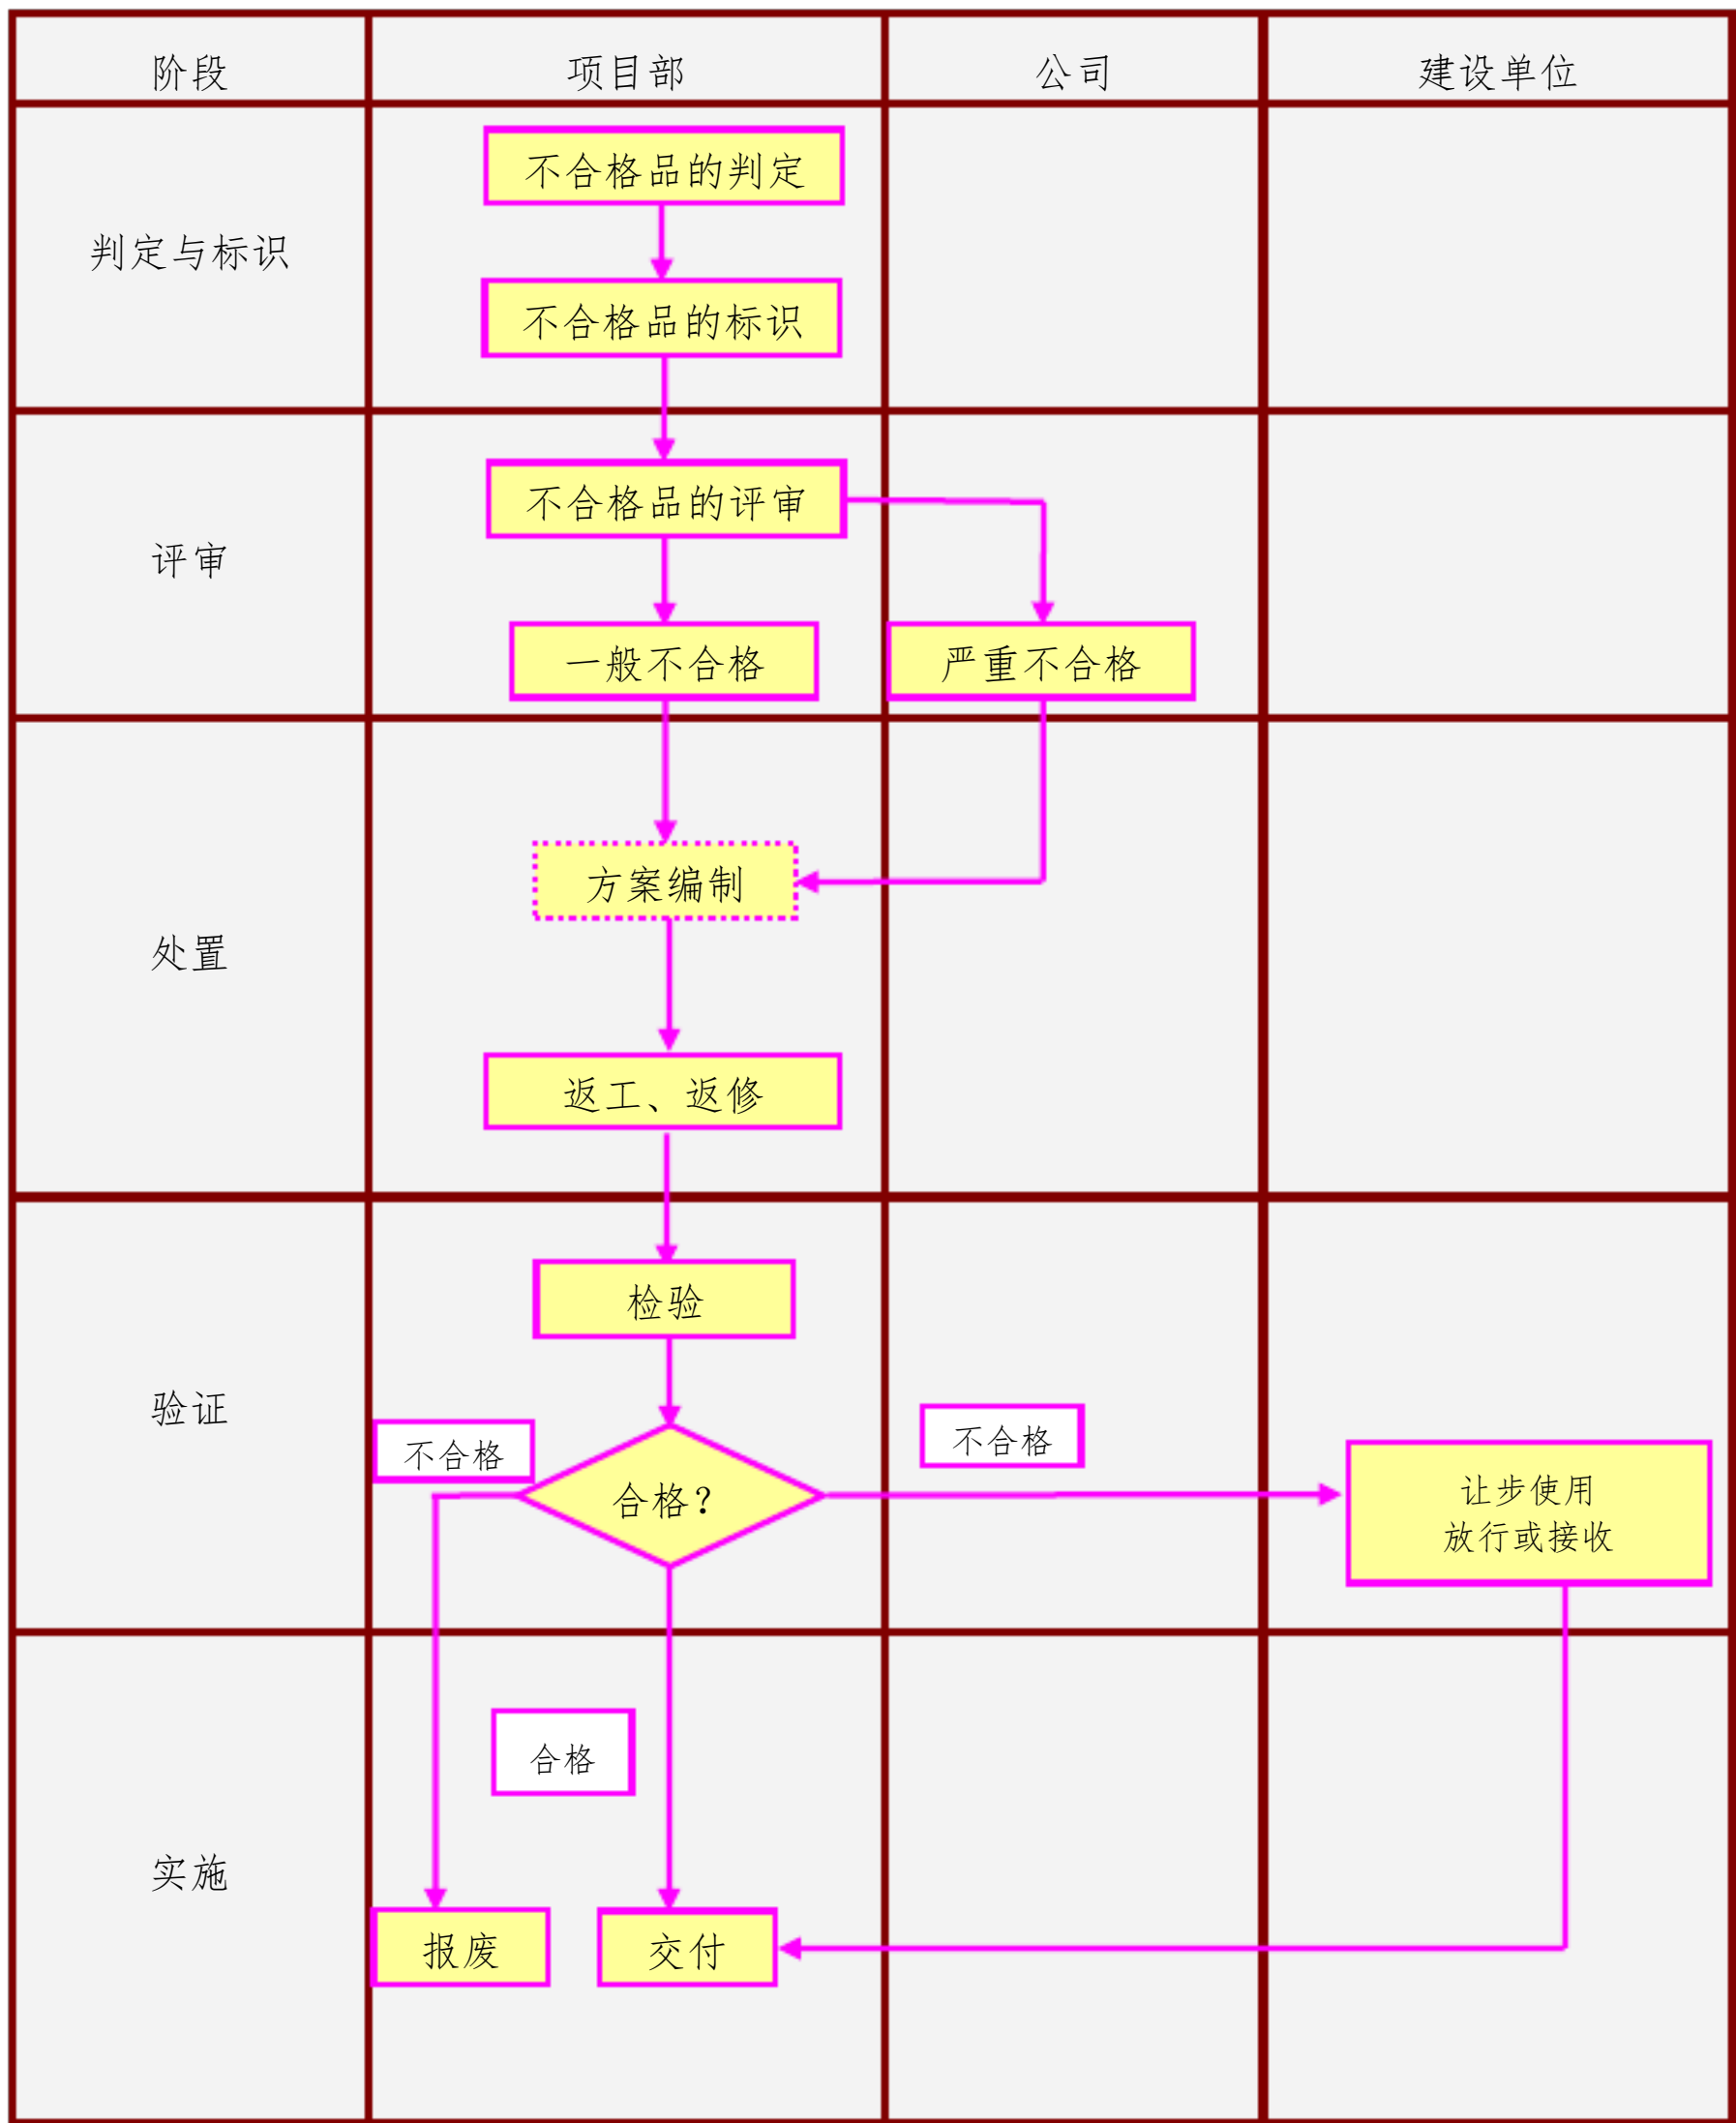 阶段
项目部
公司
建设单位
判定与标识
不合格品的判定
不合格品的标识
评审
不合格品的评审
一般不合格
严重不合格
处置
方案编制
返工、返修
验证
检验
不合格
合格?
不合格
让步使用
放行或接收
实施
合格
报废
交付